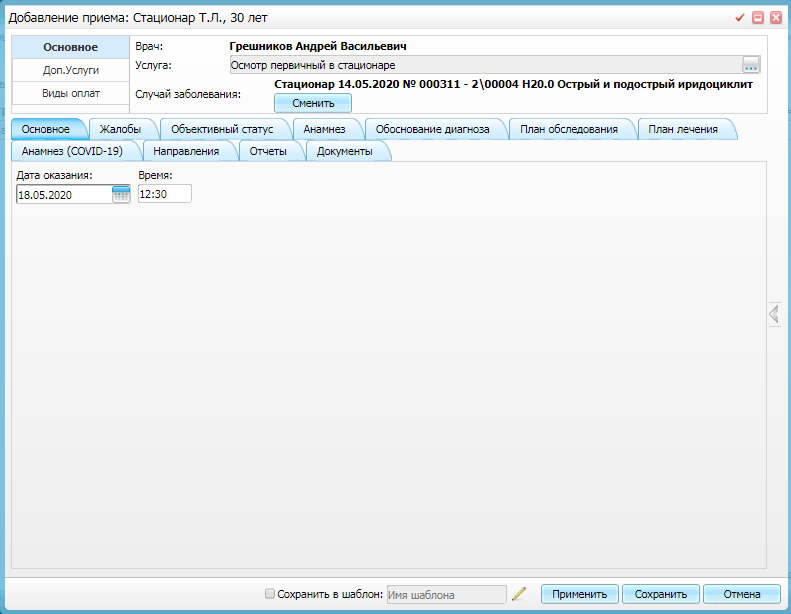 Добавление приема: Стационар Т.Л., 30 лет
Основное
Доп.Услуги
Виды оплат
Врач: Грешников Андрей Васильевич
Услуга: Осмотр первичный в стационаре ...
Случай заболевания: Стационар 14.05.2020 № 000311 - 2\00004 H20.0 Острый и подострый иридоциклит
Сменить
Основное Жалобы Объективный статус Анамнез Обоснование диагноза План обследования План лечения
Анамнез (COVID-19) Направления Отчеты Документы
Дата оказания: Время:
18.05.2020 12:30
Сохранить в шаблон: Имя шаблона Применить Сохранить Отмена